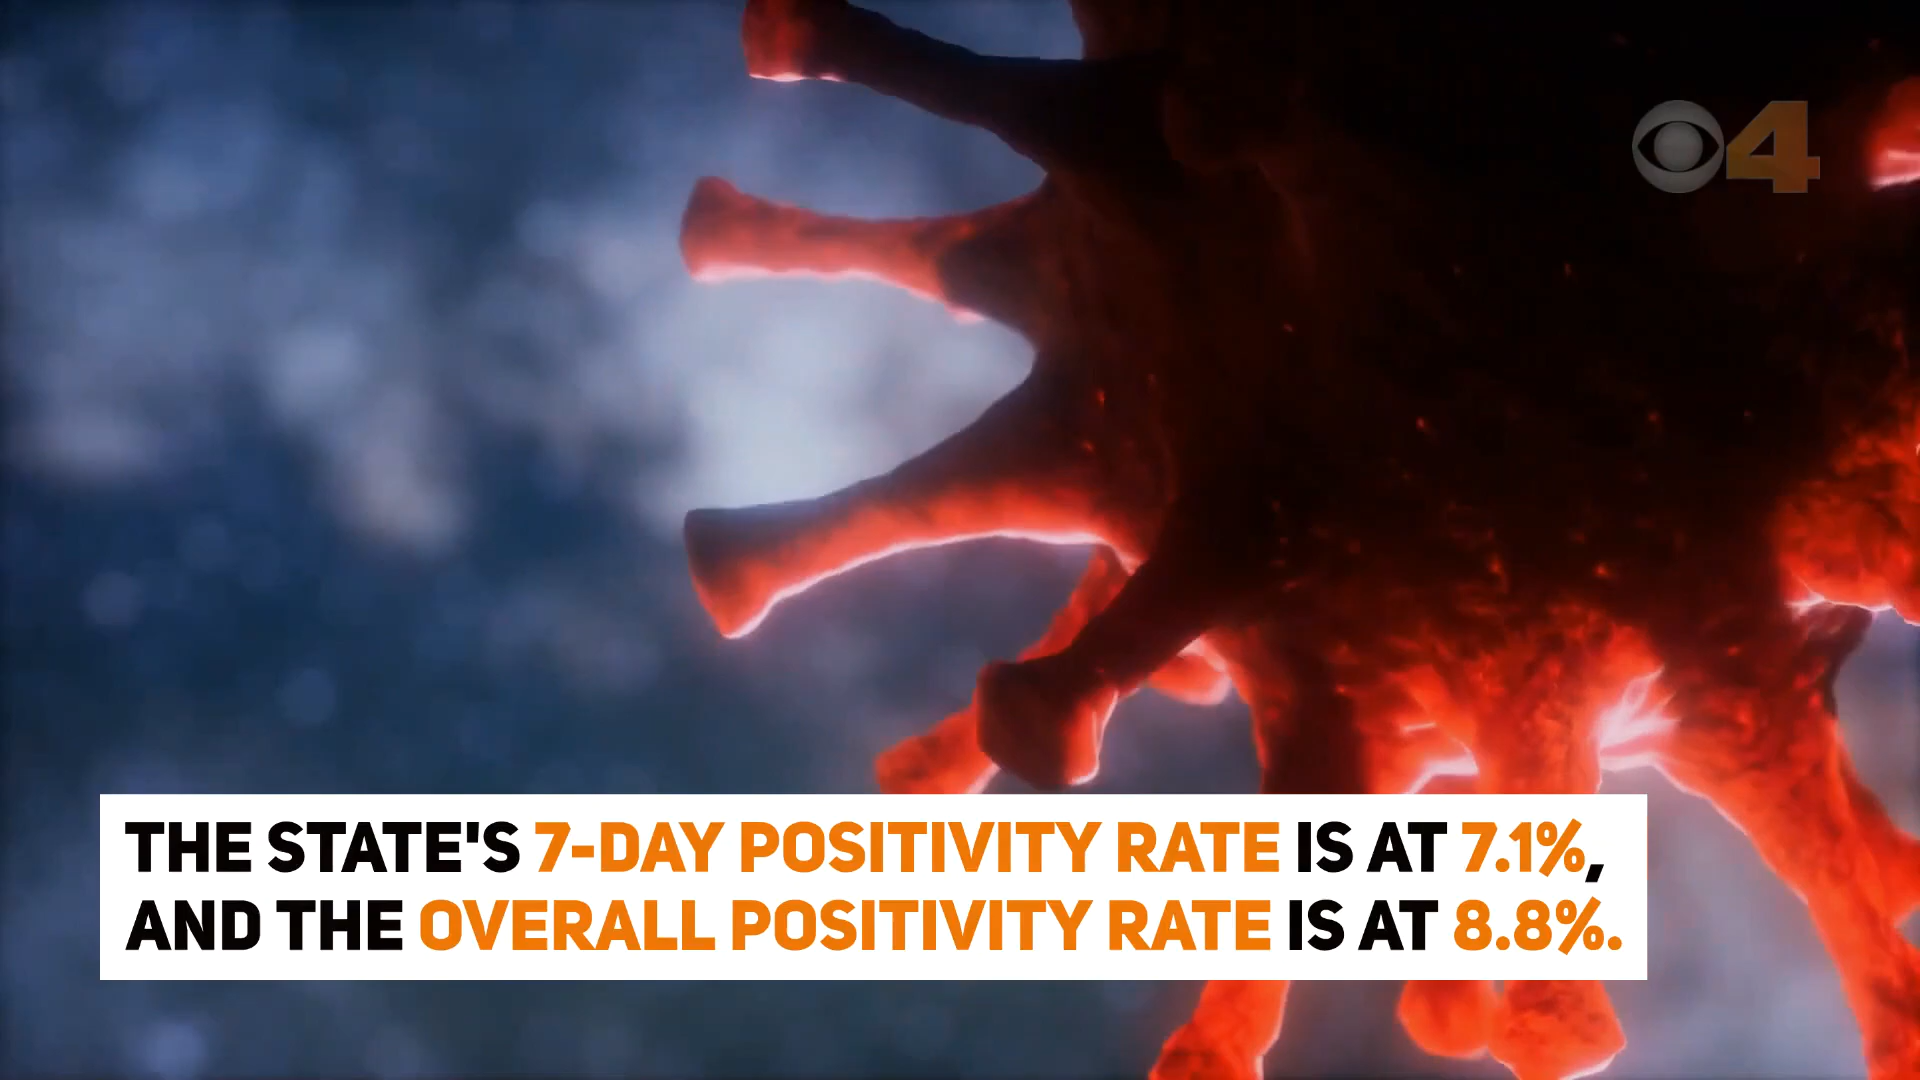 4
THE STATE'S 7-DAY POSITIVITY RATE IS AT 7.1%,
AND THE OVERALL POSITIVITY RATE IS AT 8.8%.